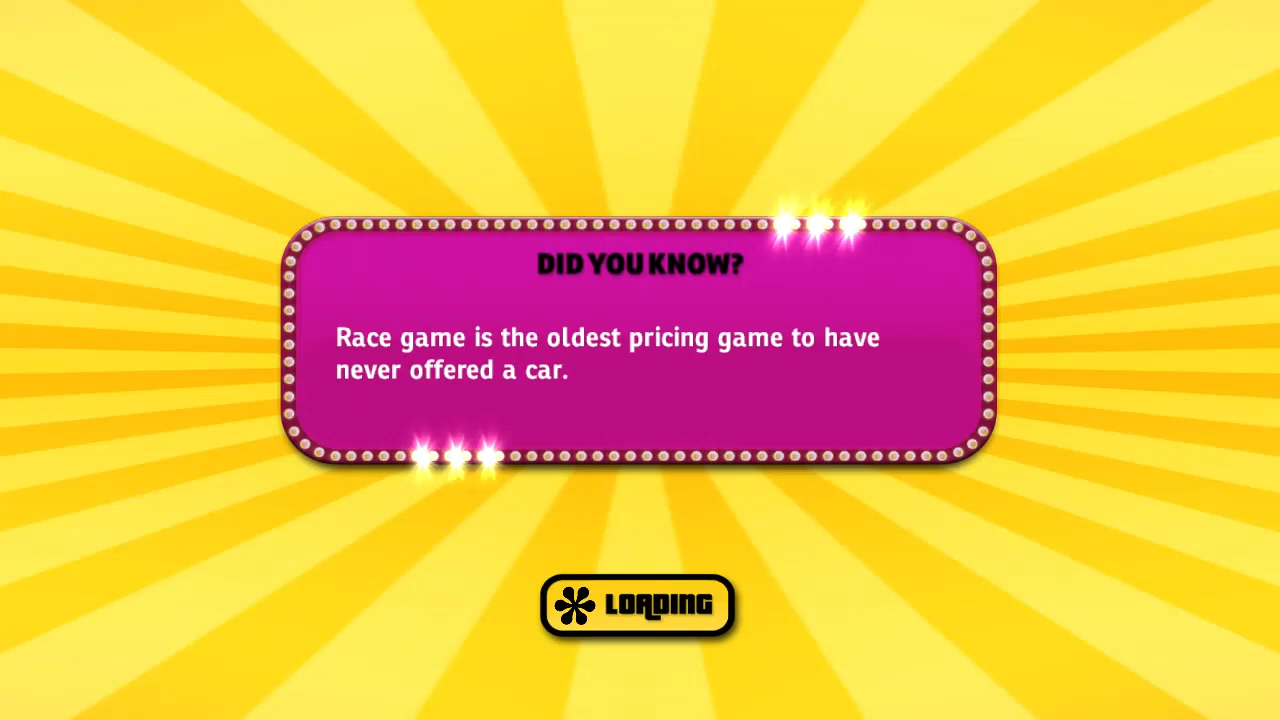 DID YOU KNOW?
Race game is the oldest pricing game to have
never offered a car.
LOADING